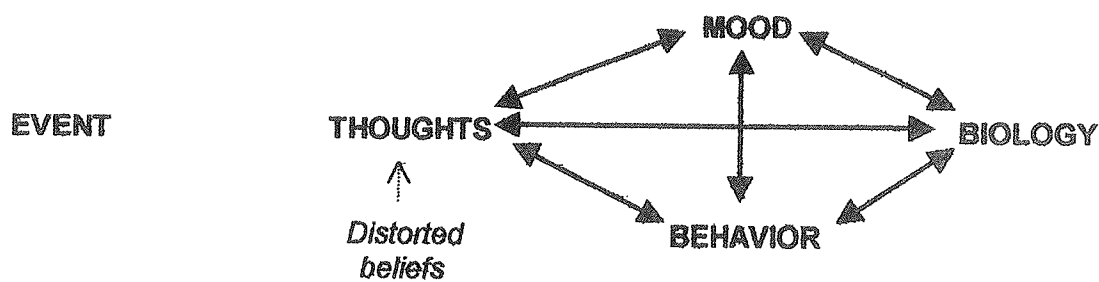 MOOD
EVENT
THOUGHTS
BIOLOGY
Distorted
beliefs
BEHAVIOR